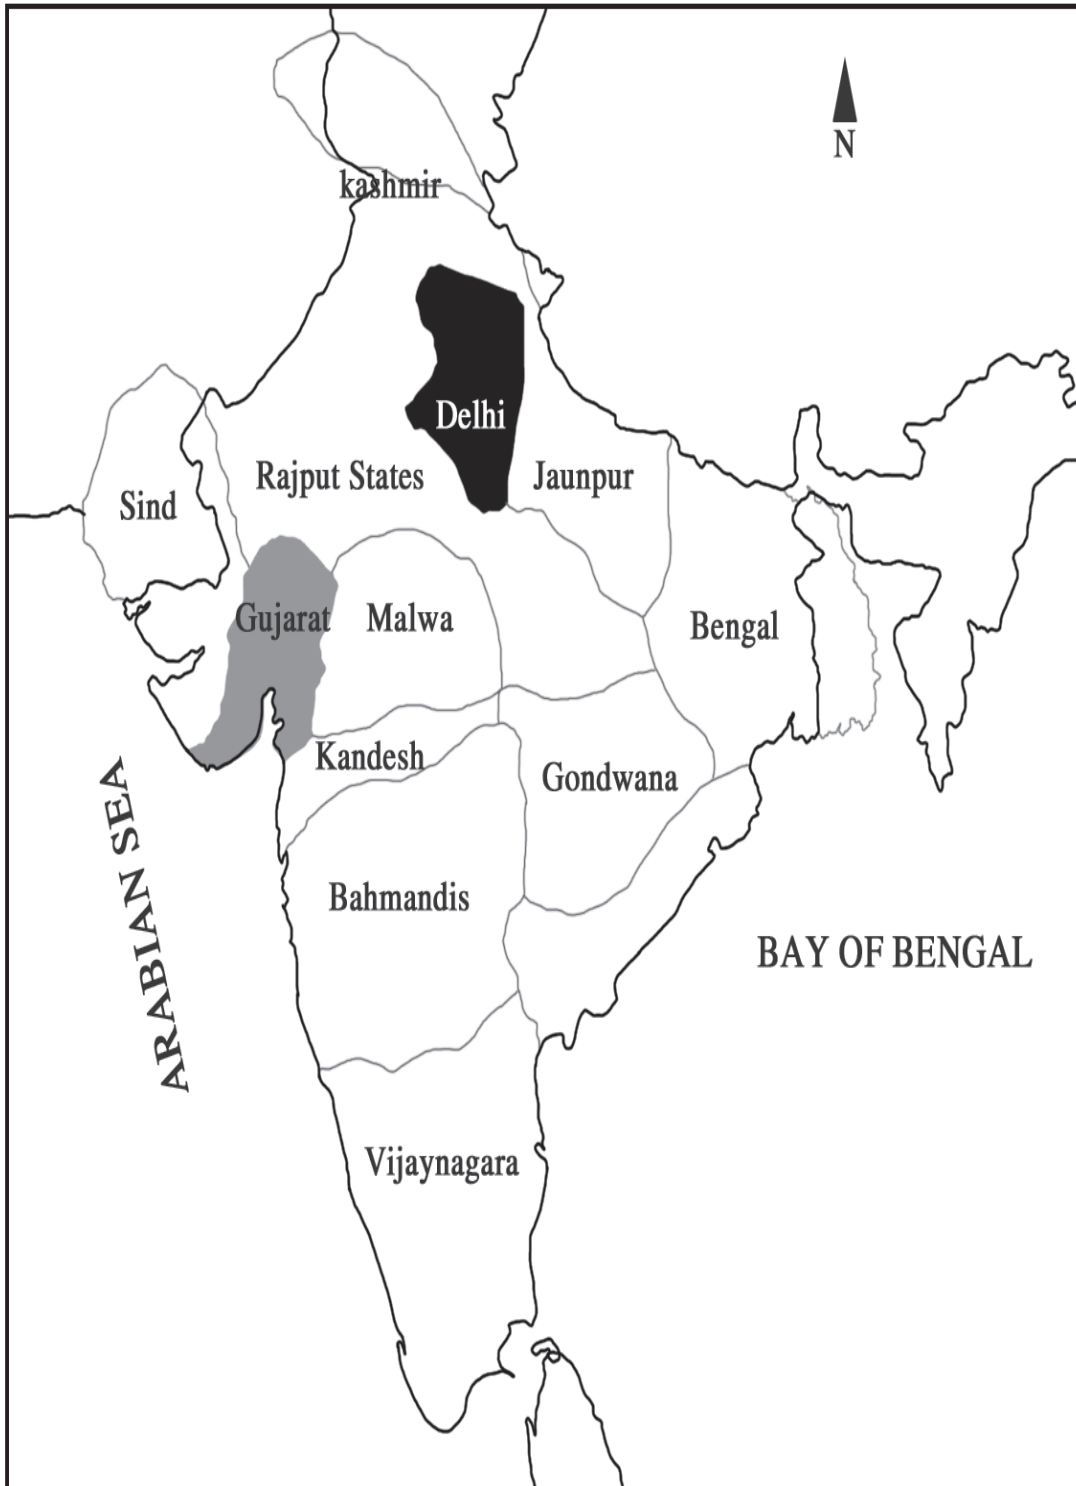 N
kashmir
Delhi
Rajput States
Jaunpur
Sind
Gujarat
Malwa
Bengal
Kandesh
Gondwana
ARABIAN SEA
Bahmandis
BAY OF BENGAL
Vijaynagara